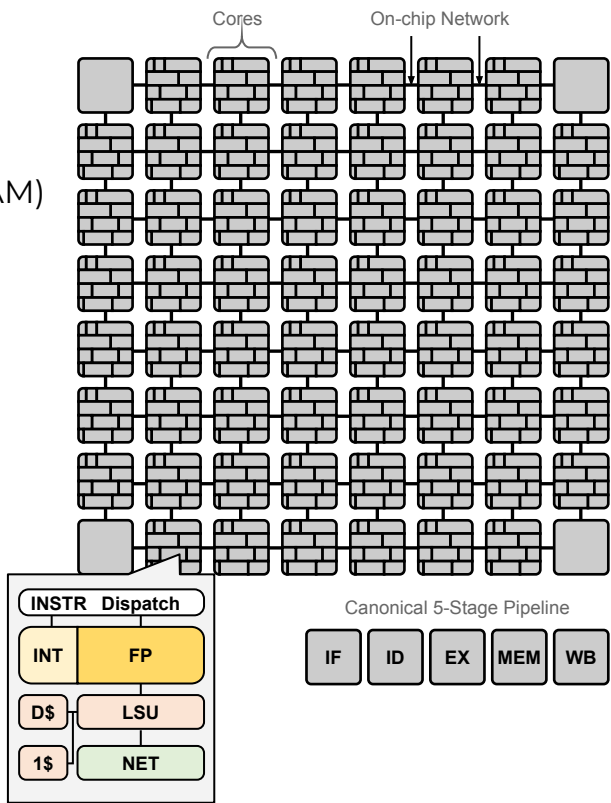 Cores On-chip Network
AM)
INSTR Dispatch
INT FP
D$ LSU
1$ NET
Canonical 5-Stage Pipeline
IF ID EX MEM WB